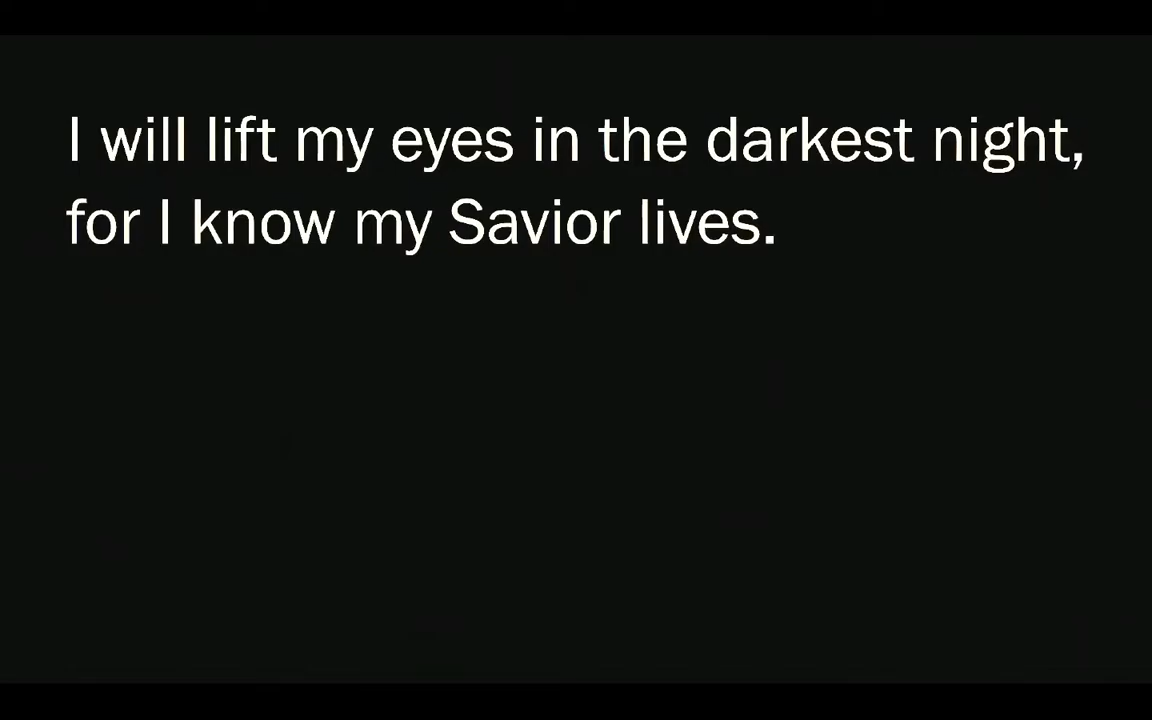 I will lift my eyes in the darkest night,
for I know my Savior lives.